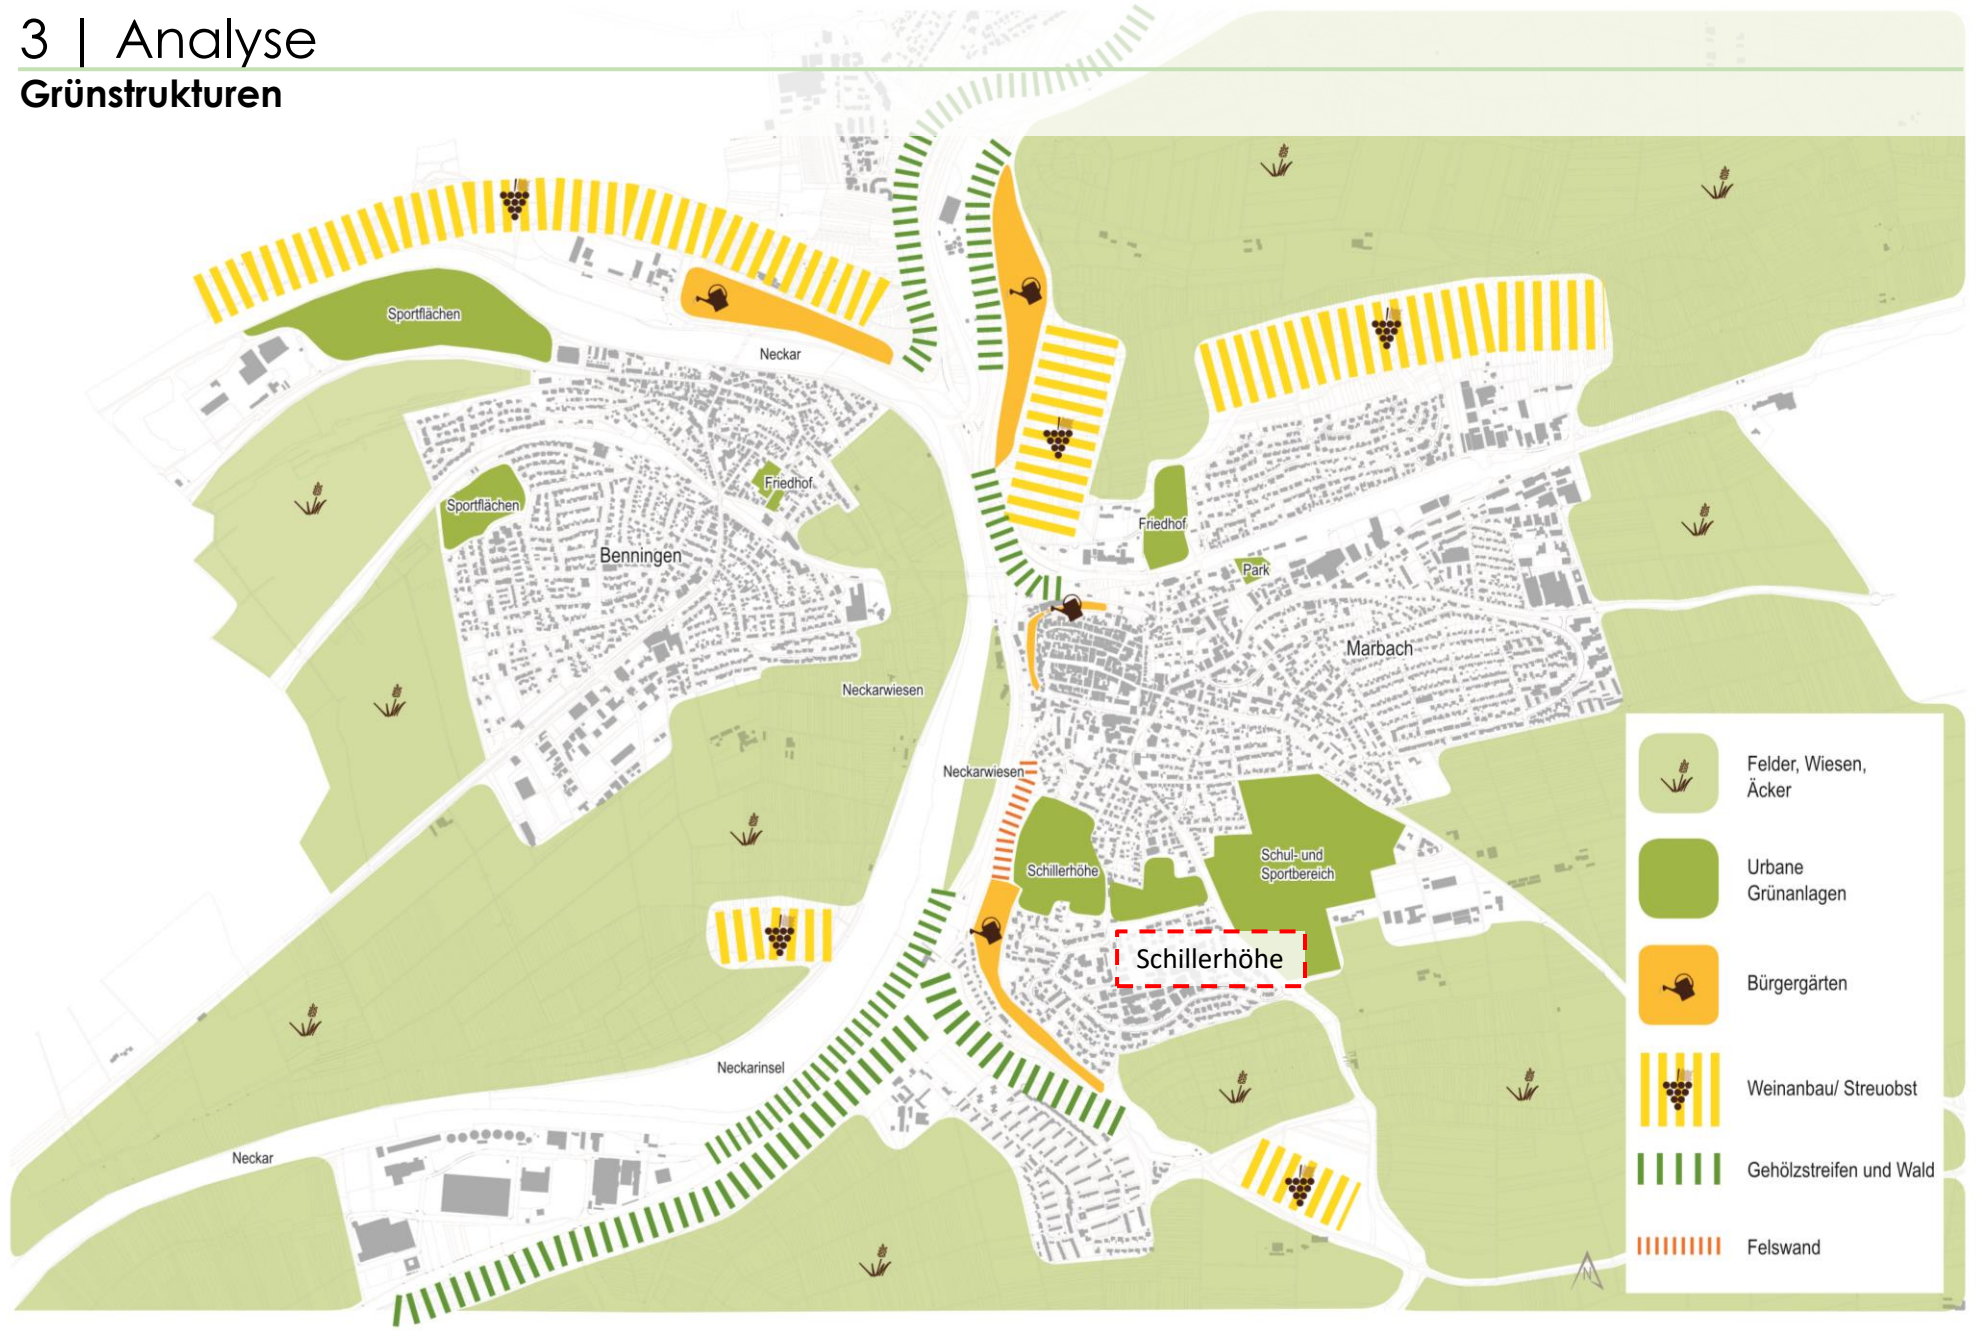 3 | Analyse
Grünstrukturen
Sportflächen
Neckar
Sportflächen
Friedhof
Friedhof
Benningen
Park
Marbach
Neckarwiesen
Neckarwiesen
Felder, Wiesen,
Äcker
Schul- und
Sportbereich
Schillerhöhe
Urbane
Grünanlagen
Schillerhöhe
Bürgergärten
Neckarinsel
Weinanbau/ Streuobst
Neckar
Gehölzstreifen und Wald
Felswand
N